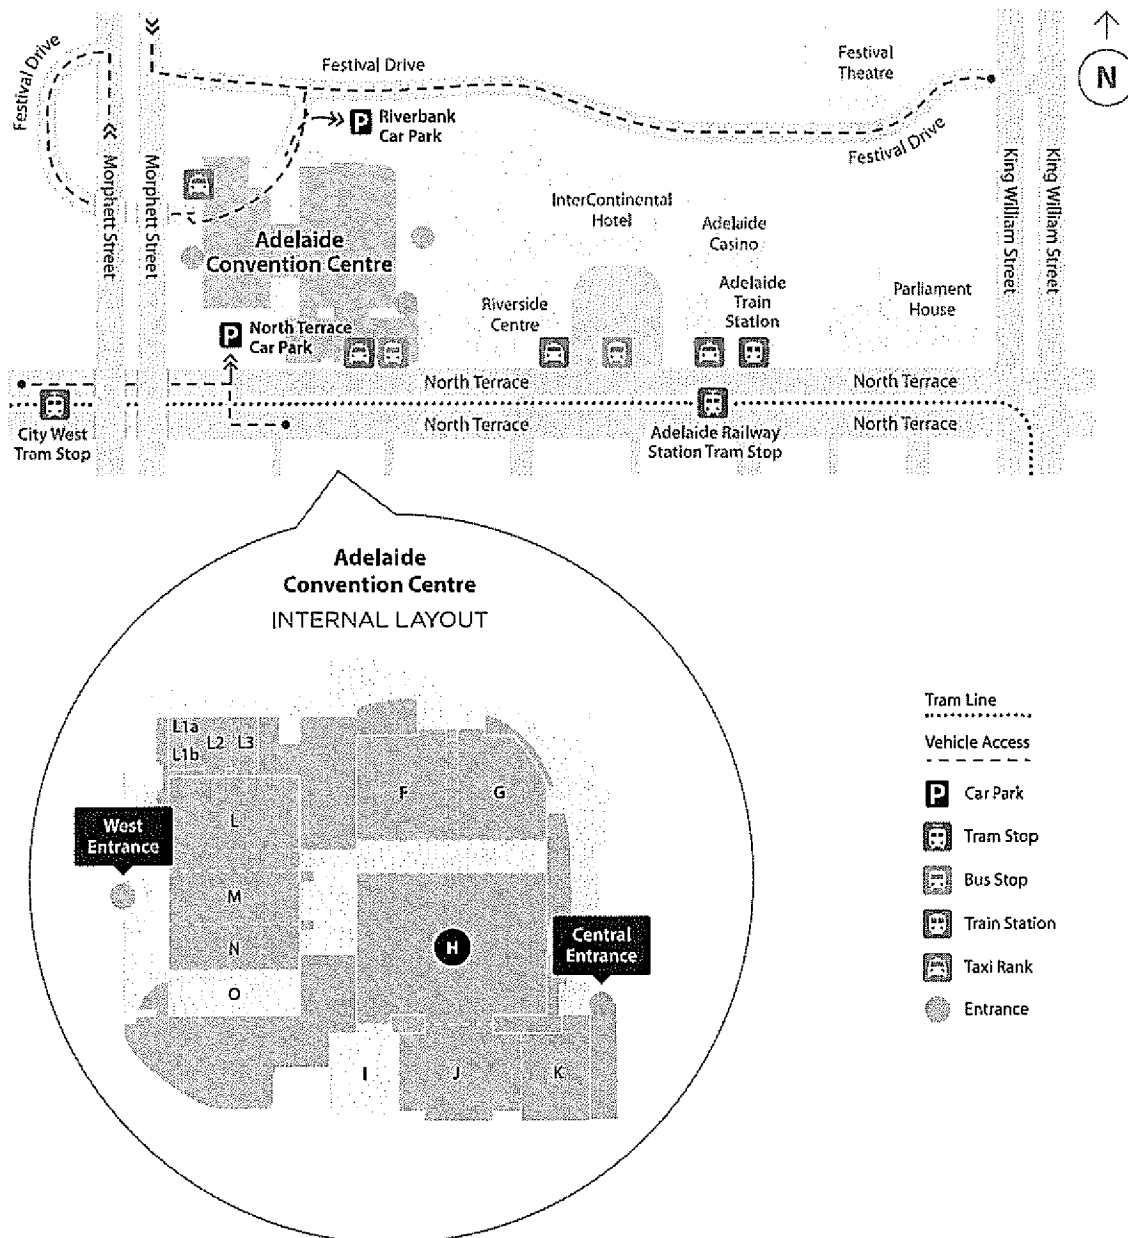 Festival Drive
Festival Drive
Festival
Theatre
N
P
Riverbank
Car Park
Festival Drive
Morphett Street
Morphett Street
King William Street
King William Street
InterContinental
Hotel
Adelaide
Casino
Adelaide
Convention Centre
Adelaide
Train
Station
Parliament
House
Riverside
Centre
P
North Terrace
Car Park
North Terrace
North Terrace
North Terrace
North Terrace
City West
Tram Stop
Adelaide Railway
Station Tram Stop
Adelaide
Convention Centre
INTERNAL LAYOUT
L1a
L1b
L2
L3
F
G
L
West
Entrance
M
N
H
Central
Entrance
O
I
J
K
Tram Line
Vehicle Access
P
Car Park
Tram Stop
Bus Stop
Train Station
Taxi Rank
Entrance